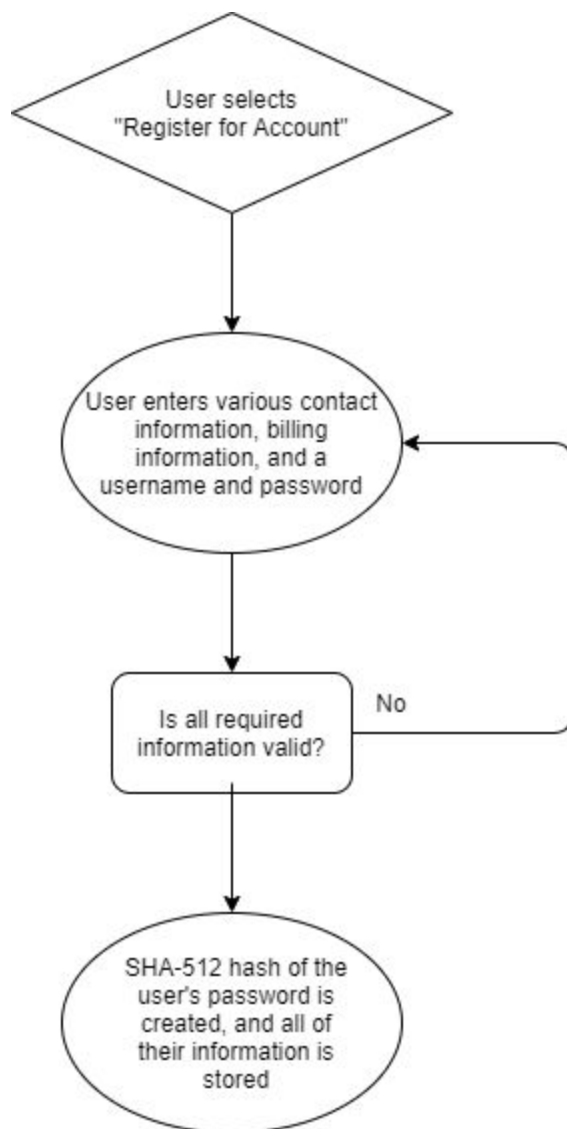 User selects
"Register for Account"
User enters various contact
information, billing
information, and a
username and password
Is all required
information valid?
No
SHA-512 hash of the
user's password is
created, and all of
their information is
stored